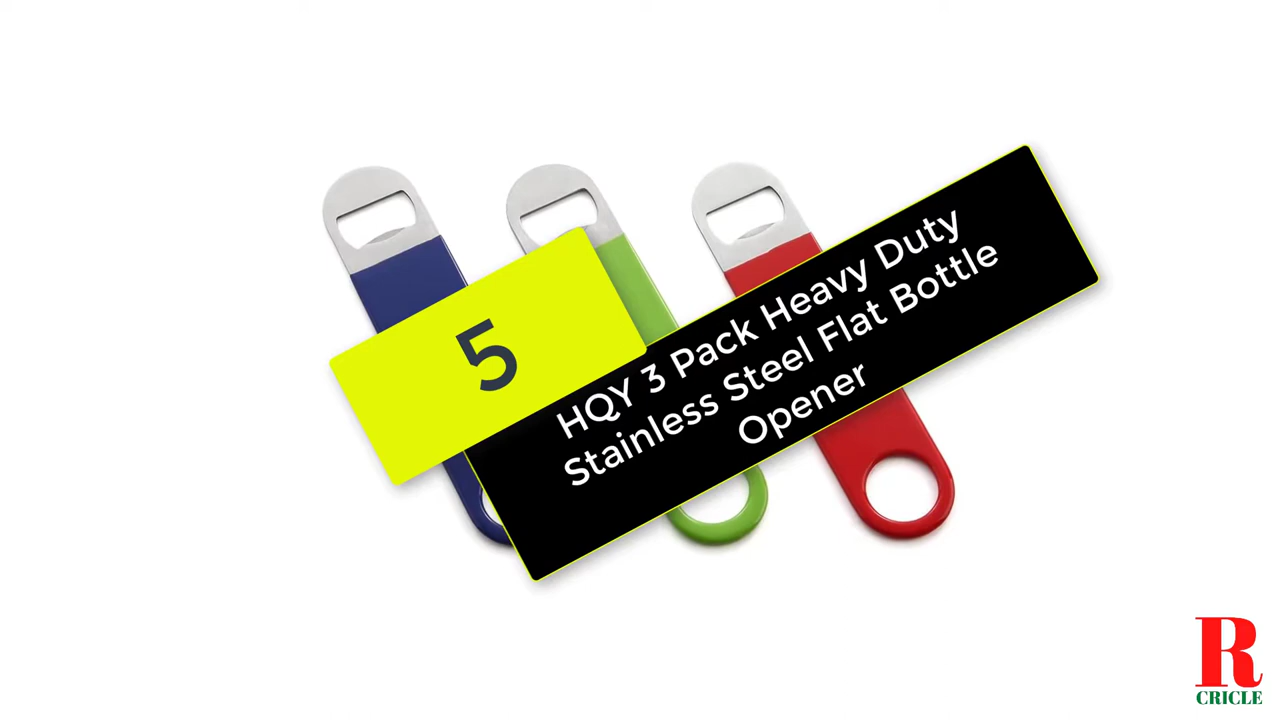 5
HQY 3 Pack Heavy Duty
Stainless Steel Flat Bottle
Opener
R
CRICLE